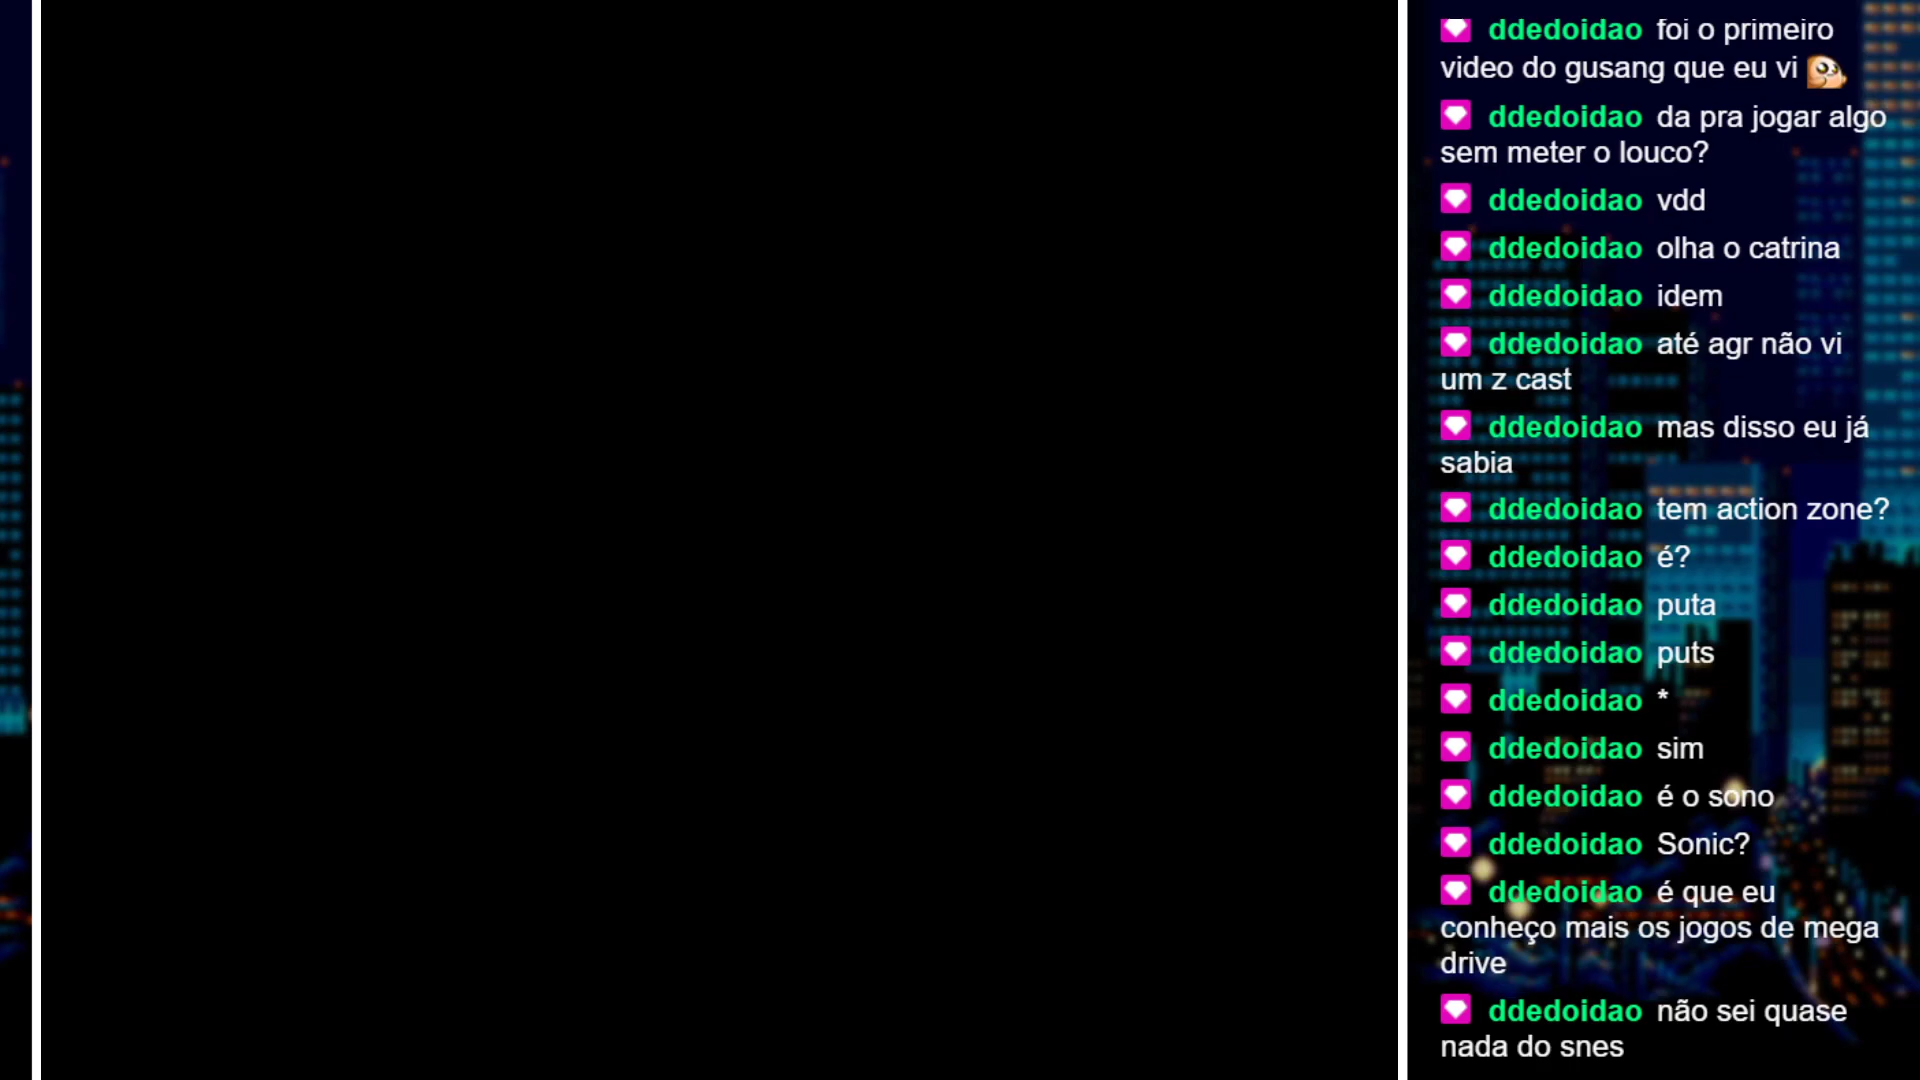 ddedoidao foi o primeiro
video do gusang que eu vi
ddedoidao da pra jogar algo
sem meter o louco?
ddedoidao vdd
ddedoidao olha o catrina
ddedoidao idem
ddedoidao até agr não vi
um z cast
ddedoidao mas disso eu já
sabia
ddedoidao tem action zone?
ddedoidao é?
ddedoidao puta
ddedoidao puts
ddedoidao *
ddedoidao sim
ddedoidao é o sono
ddedoidao Sonic?
ddedoidao é que eu
conheço mais os jogos de mega
drive
ddedoidao não sei quase
nada do snes